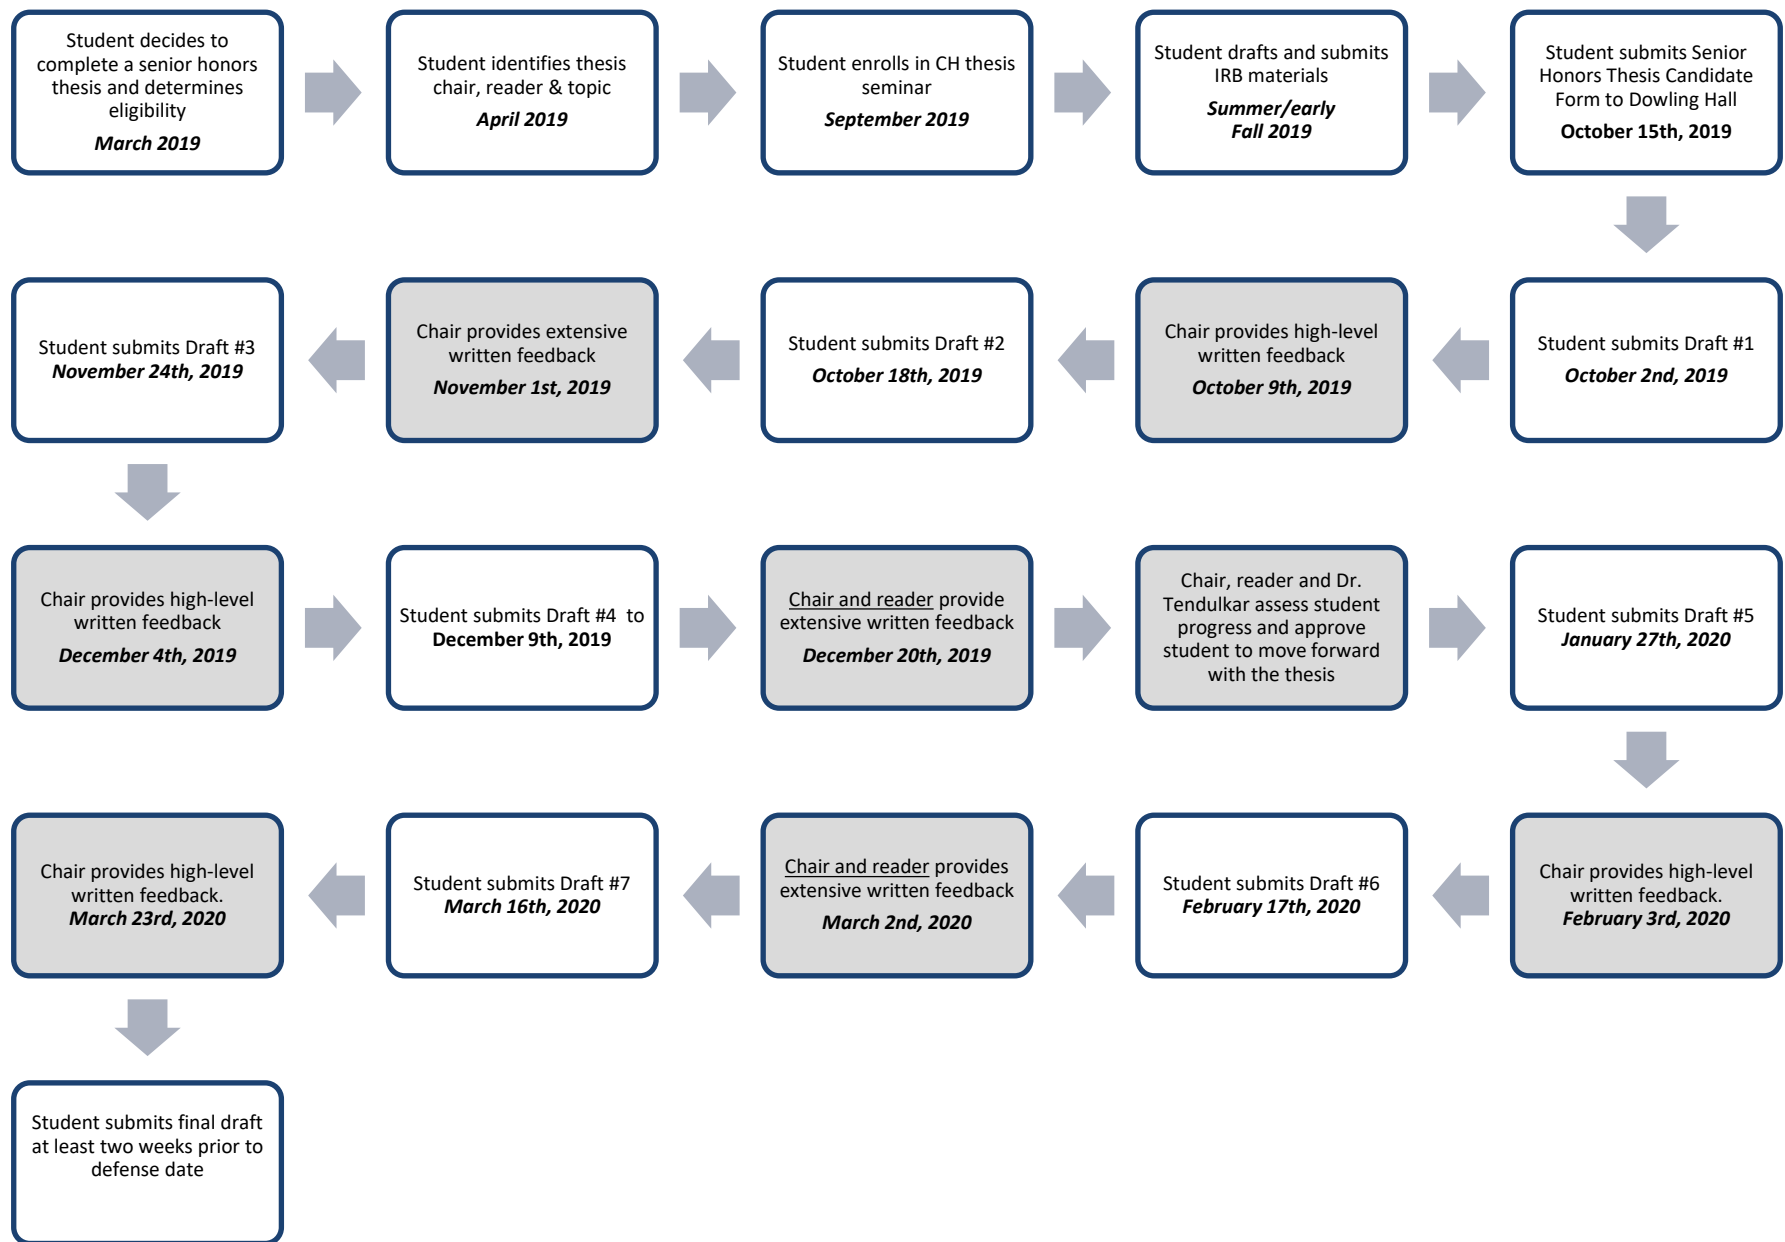 Student decides to
complete a senior honors
thesis and determines
eligibility
March 2019
Student identifies thesis
chair, reader & topic
April 2019
Student enrolls in CH thesis
seminar
September 2019
Student drafts and submits
IRB materials
Summer/early
Fall 2019
Student submits Senior
Honors Thesis Candidate
Form to Dowling Hall
October 15th, 2019
Student submits Draft #1
October 2nd, 2019
Chair provides high-level
written feedback
October 9th, 2019
Student submits Draft #2
October 18th, 2019
Chair provides extensive
written feedback
November 1st, 2019
Student submits Draft #3
November 24th, 2019
Chair provides high-level
written feedback
December 4th, 2019
Student submits Draft #4 to
December 9th, 2019
Chair and reader provide
extensive written feedback
December 20th, 2019
Chair, reader and Dr.
Tendulkar assess student
progress and approve
student to move forward
with the thesis
Student submits Draft #5
January 27th, 2020
Chair provides high-level
written feedback.
February 3rd, 2020
Student submits Draft #6
February 17th, 2020
Chair and reader provides
extensive written feedback
March 2nd, 2020
Student submits Draft #7
March 16th, 2020
Chair provides high-level
written feedback.
March 23rd, 2020
Student submits final draft
at least two weeks prior to
defense date